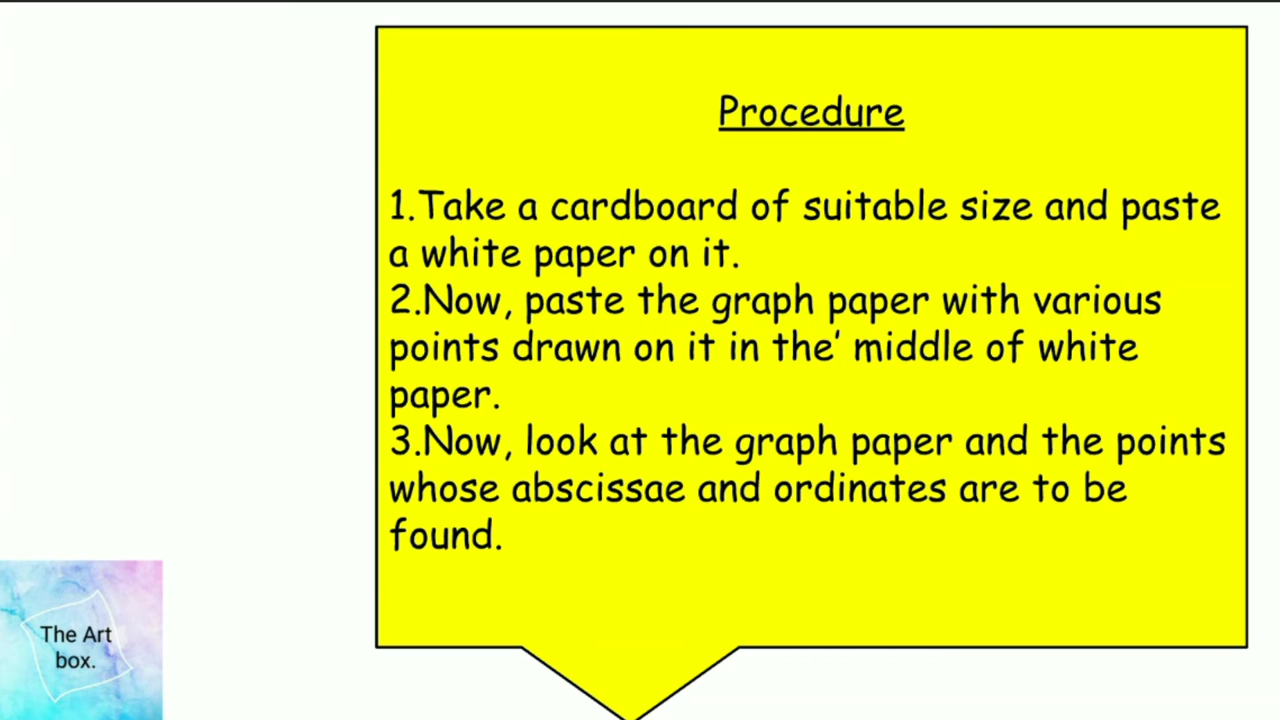 Procedure
1.Take a cardboard of suitable size and paste
a white paper on it.
2.Now, paste the graph paper with various
points drawn on it in the’ middle of white
paper.
3.Now, look at the graph paper and the points
whose abscissae and ordinates are to be
found.
The Art
box.